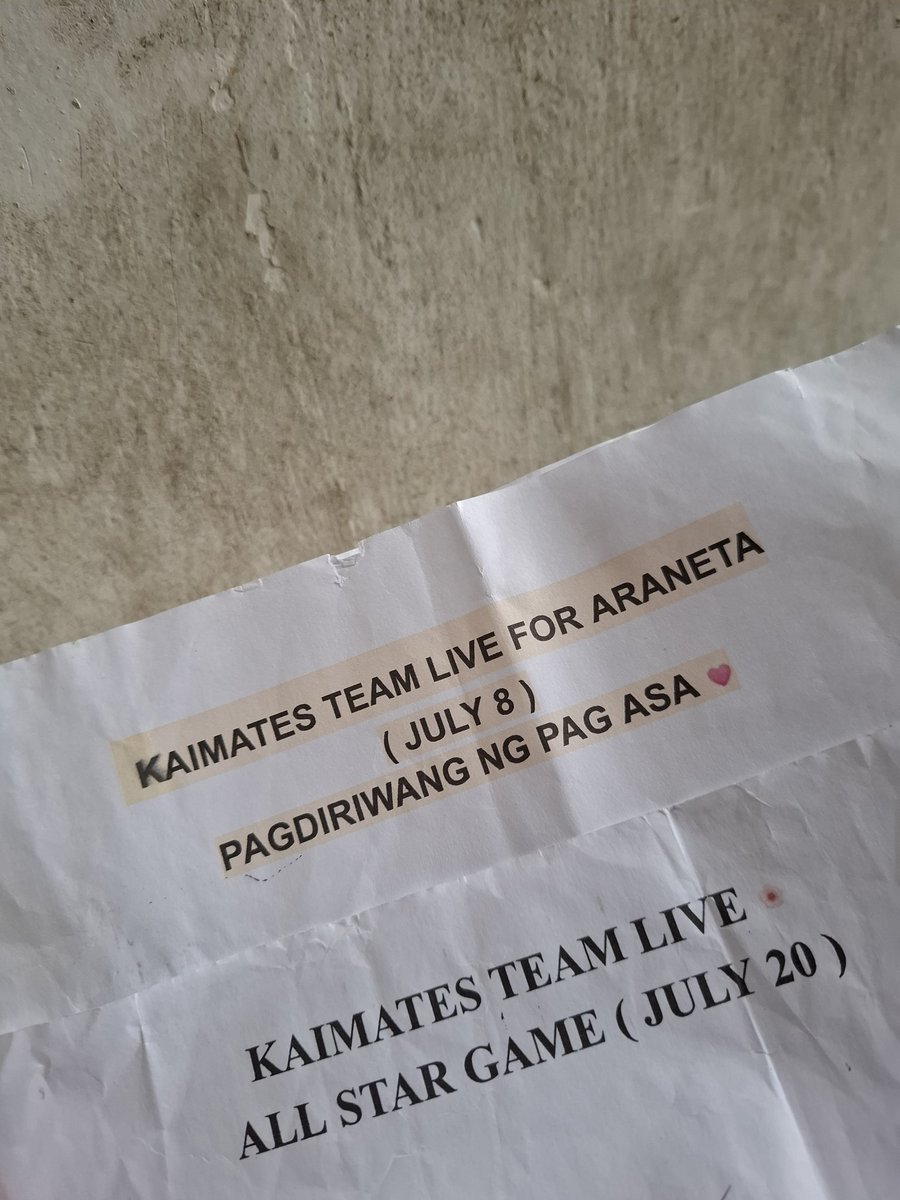 KAIMATES TEAM LIVE FOR ARANETA
( JULY 8 )
PAGDIRIWANG NG PAG ASA 💗
KAIMATES TEAM LIVE
ALL STAR GAME ( JULY 20 )